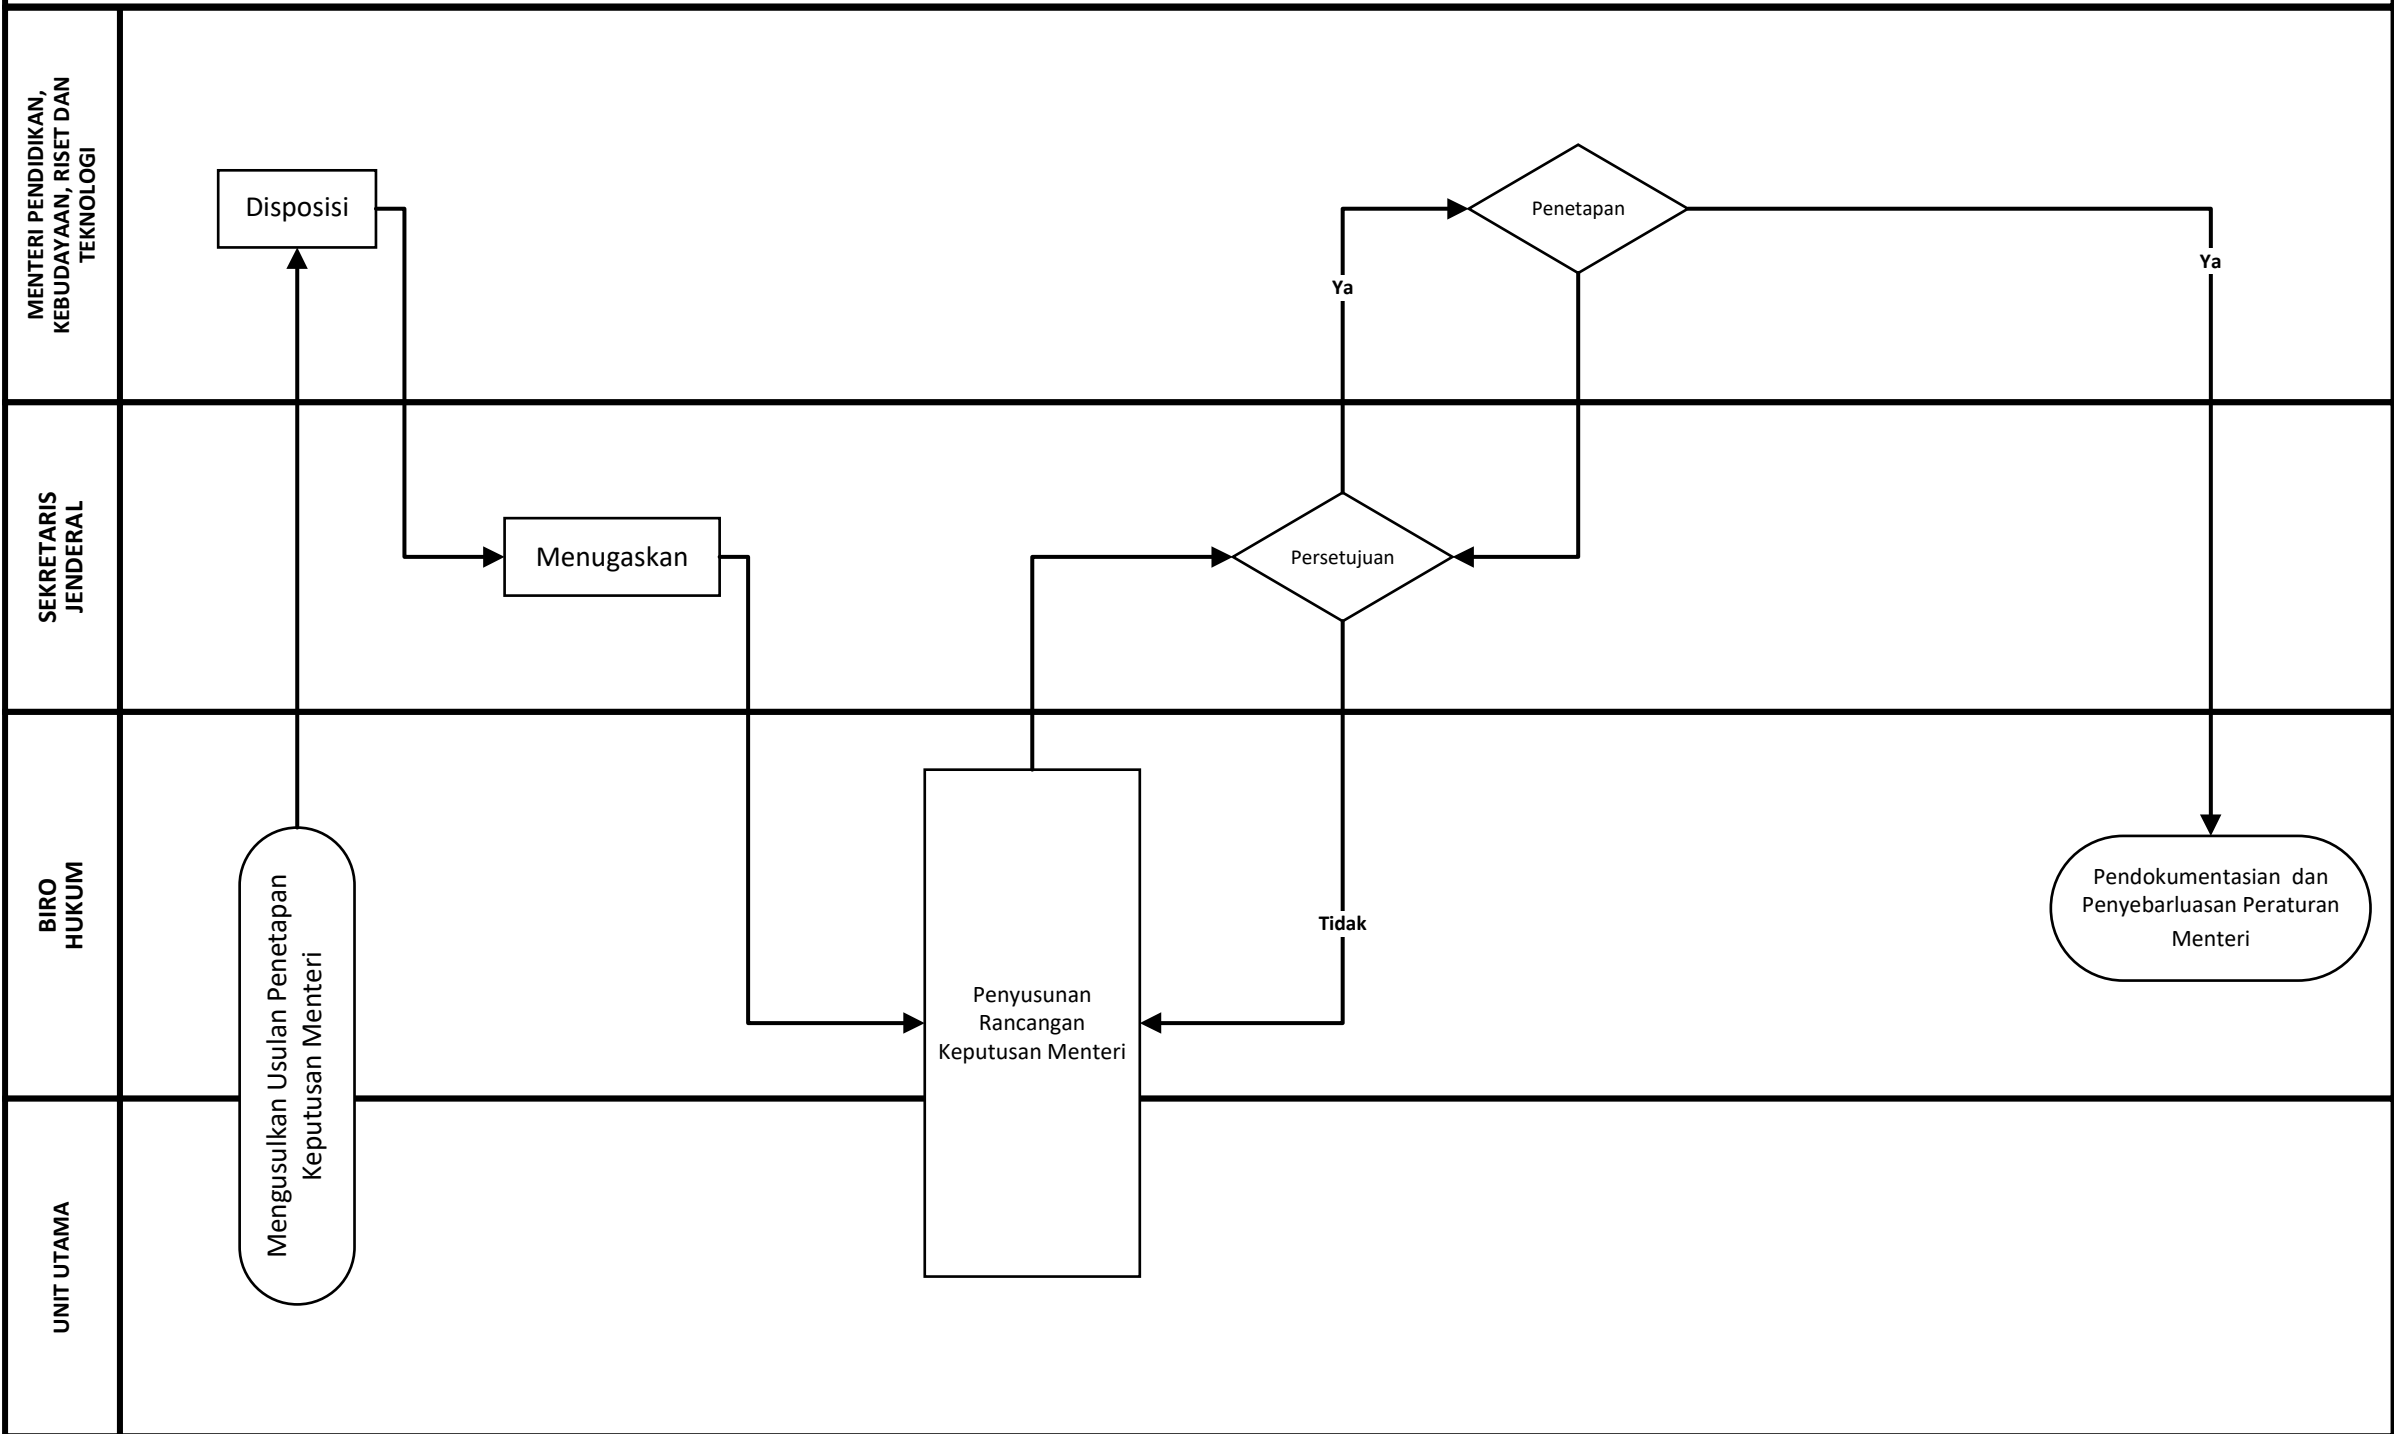 MENTERI PENDIDIKAN,
KEBUDAYAAN, RISET DAN
TEKNOLOGI
Disposisi
Penetapan
Ya
Ya
SEKRETARIS
JENDERAL
Menugaskan
Persetujuan
BIRO
HUKUM
Mengusulkan Usulan Penetapan
Keputusan Menteri
Penyusunan
Rancangan
Keputusan Menteri
Tidak
Pendokumentasian dan
Penyebarluasan Peraturan
Menteri
UNIT UTAMA